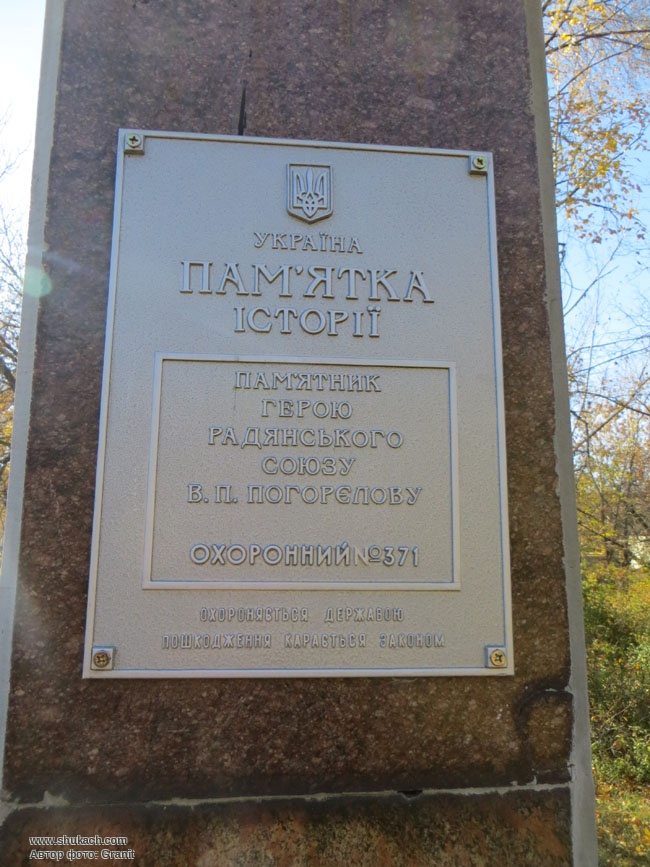 УКРАЇНА
ПАМ'ЯТКА
ІСТОРІЇ
ПАМ'ЯТНИК
ГЕРОЮ
РАДЯНСЬКОГО
СОЮЗУ
В. П. ПОГОРЄЛОВУ
ОХОРОННИЙ №371
ОХОРОНЯЄТЬСЯ ДЕРЖАВОЮ
ПОШКОДЖЕННЯ КАРАЄТЬСЯ ЗАКОНОМ
www.shukach.com
Автор фото: Granit